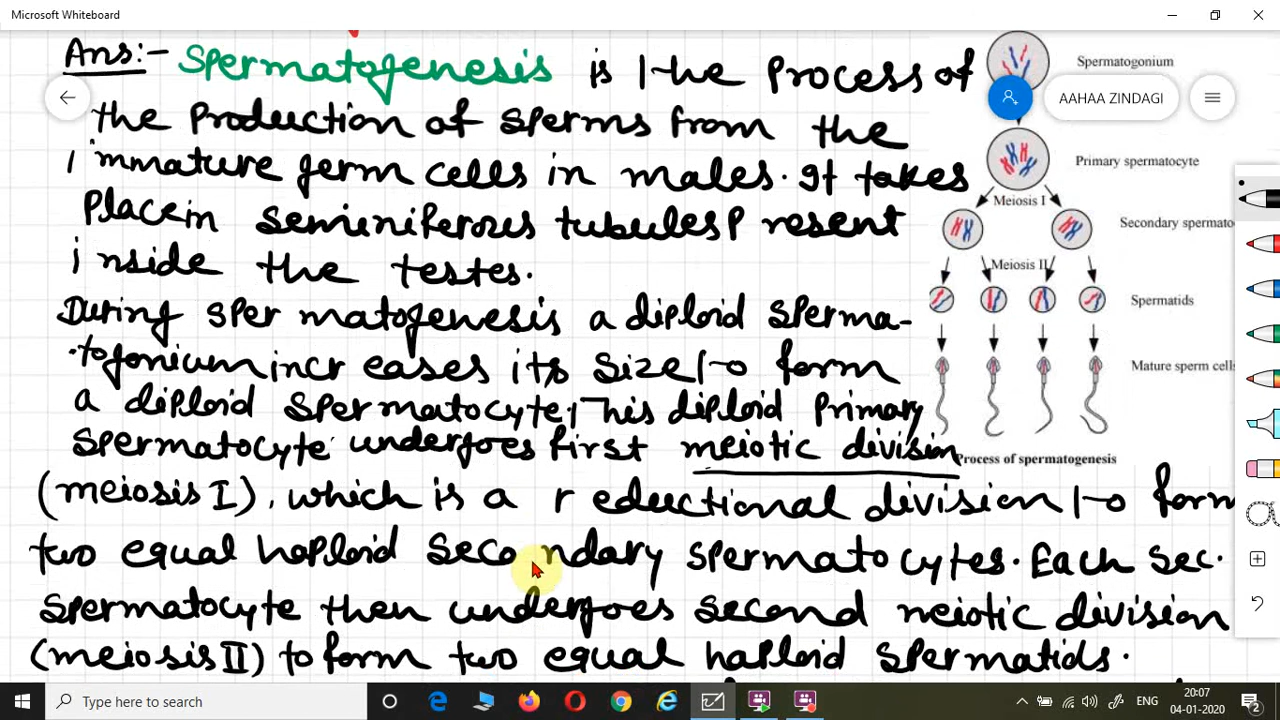 Microsoft Whiteboard
Ans:- Spermatogenesis is the Process of
the Production of sperms from the
immature germ cells in males. It takes
Place in semeniferous tubules Present
inside the testes.
During spermatogenesis a diploid sperma-
togonium increases its size to form
a diploid spermatocyte, This diploid primary
spermatocyte undergoes first meiotic division
(meiosis I), which is a reductional division to form
two equal haploid secondary spermatocytes. Each sec.
spermatocyte then undergoes second meiotic division
(meiosis II) to form two equal haploid spermatids.
Spermatogonium
AAHAA ZINDAGI
Primary spermatocyte
Meiosis I
Secondary spermato
Meiosis II
Spermatids
Mature sperm cells
Process of spermatogenesis
Type here to search
ENG
20:07
04-01-2020
2